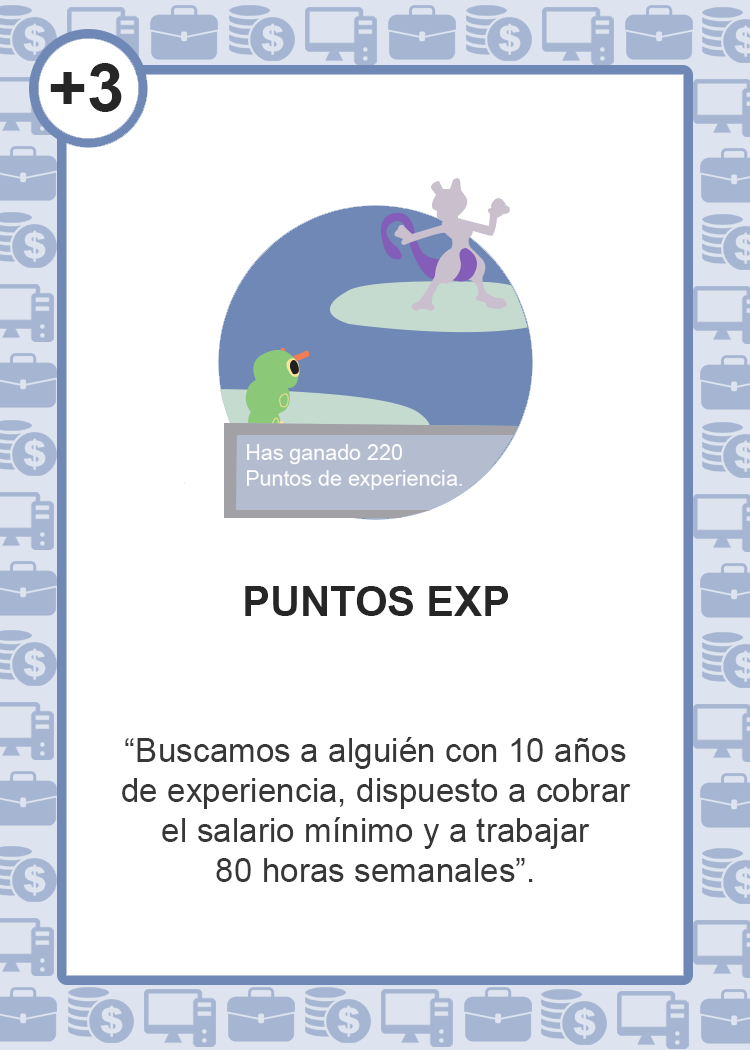 +3
Has ganado 220
Puntos de experiencia.
PUNTOS EXP
“Buscamos a alguién con 10 años
de experiencia, dispuesto a cobrar
el salario mínimo y a trabajar
80 horas semanales”.